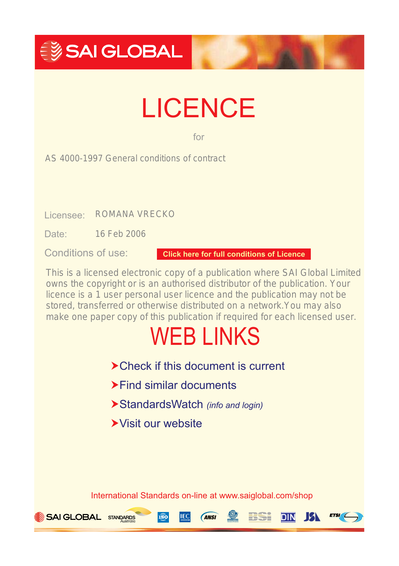 SAI GLOBAL
LICENCE
for
AS 4000-1997 General conditions of contract
Licensee: ROMANA VRECKO
Date: 16 Feb 2006
Conditions of use: Click here for full conditions of Licence
This is a licensed electronic copy of a publication where SAI Global Limited
owns the copyright or is an authorised distributor of the publication. Your
licence is a 1 user personal user licence and the publication may not be
stored, transferred or otherwise distributed on a network.You may also
make one paper copy of this publication if required for each licensed user.
WEB LINKS
Check if this document is current
Find similar documents
StandardsWatch (info and login)
Visit our website
International Standards on-line at www.saiglobal.com/shop
SAI GLOBAL STANDARDS Australia ISO IEC ANSI BSI DIN JSA ETSI